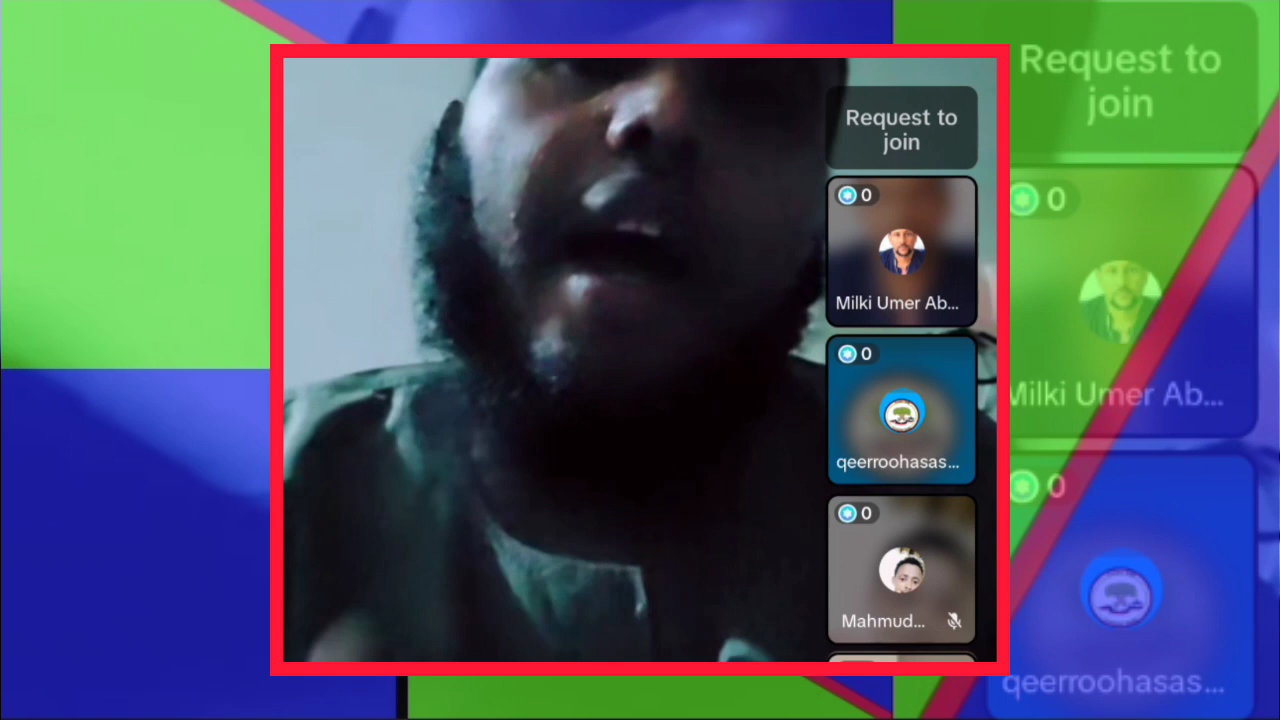 Request to
join
0
Milki Umer Ab...
0
qeerroohasas...
0
Mahmud...
Request to
join
0
Milki Umer Ab...
0
qeerroohasas...